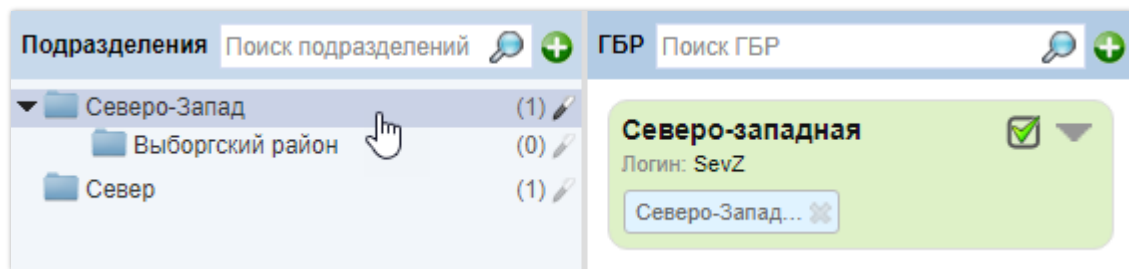 Подразделения Поиск подразделений
Северо-Запад (1)
Выборгский район (0)
Север (1)
ГБР Поиск ГБР
Северо-западная
Логин: SevZ
Северо-Запад...